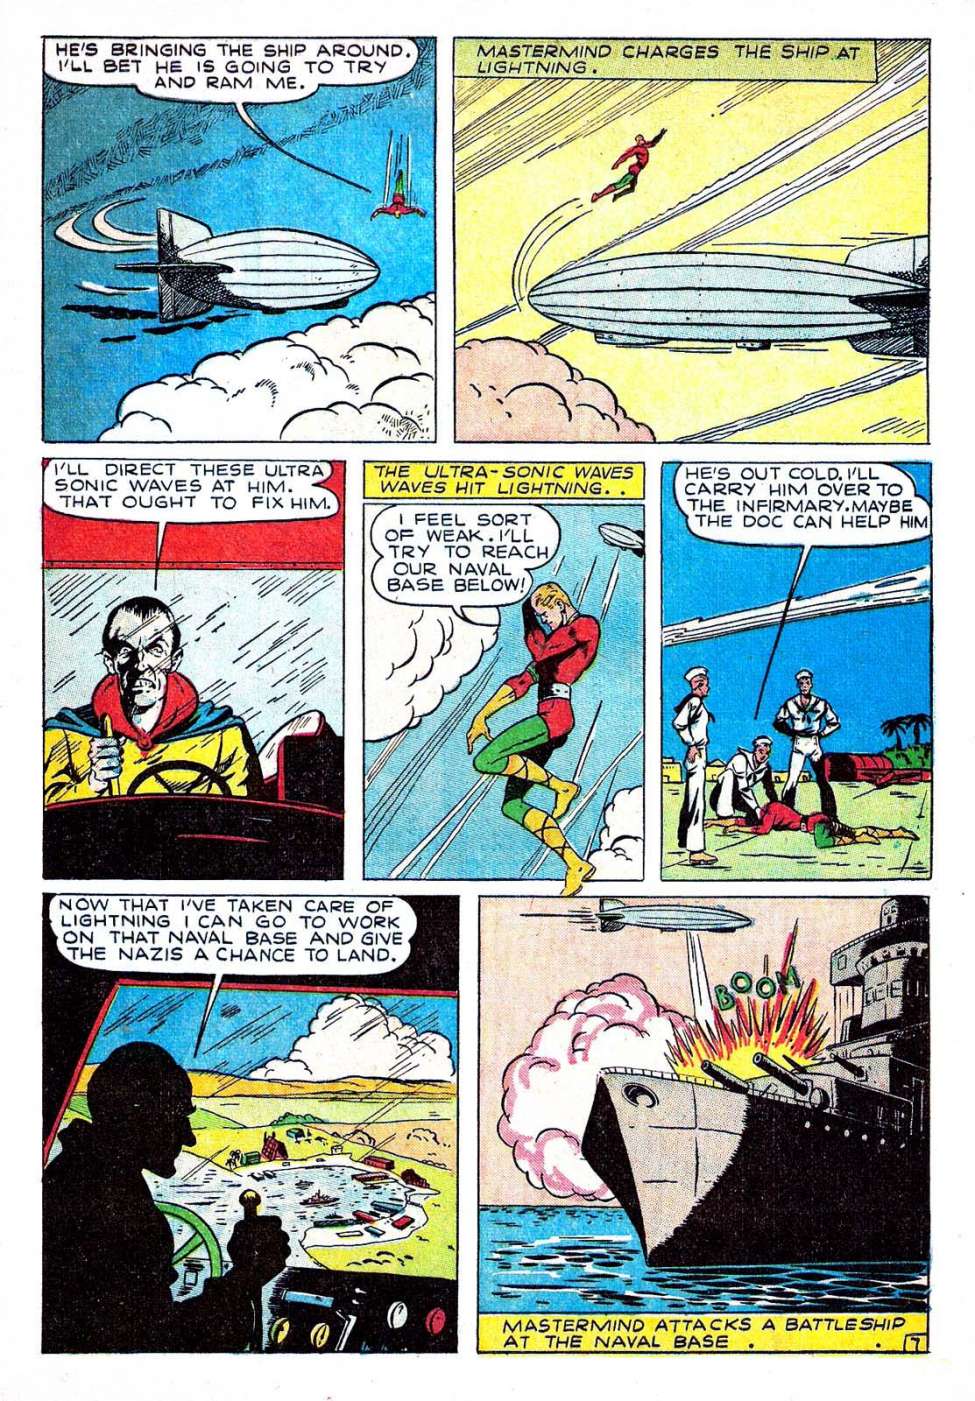 HE'S BRINGING THE SHIP AROUND.
I'LL BET HE IS GOING TO TRY
AND RAM ME.
MASTERMIND CHARGES THE SHIP AT
LIGHTNING.
I'LL DIRECT THESE ULTRA
SONIC WAVES AT HIM.
THAT OUGHT TO FIX HIM.
THE ULTRA-SONIC WAVES
WAVES HIT LIGHTNING..
I FEEL SORT
OF WEAK. I'LL
TRY TO REACH
OUR NAVAL
BASE BELOW!
HE'S OUT COLD. I'LL
CARRY HIM OVER TO
THE INFIRMARY. MAYBE
THE DOC CAN HELP HIM
NOW THAT I'VE TAKEN CARE OF
LIGHTNING I CAN GO TO WORK
ON THAT NAVAL BASE AND GIVE
THE NAZIS A CHANCE TO LAND.
BOOM
MASTERMIND ATTACKS A BATTLESHIP
AT THE NAVAL BASE . .
7